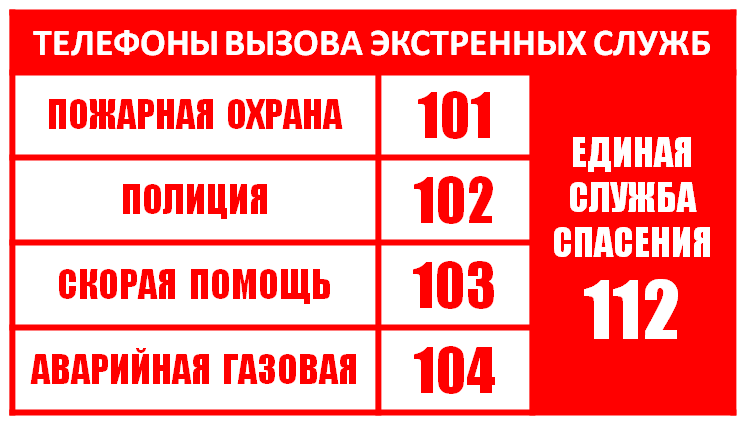 ТЕЛЕФОНЫ ВЫЗОВА ЭКСТРЕННЫХ СЛУЖБ
ПОЖАРНАЯ ОХРАНА 101
ПОЛИЦИЯ 102
СКОРАЯ ПОМОЩЬ 103
АВАРИЙНАЯ ГАЗОВАЯ 104
ЕДИНАЯ
СЛУЖБА
СПАСЕНИЯ
112